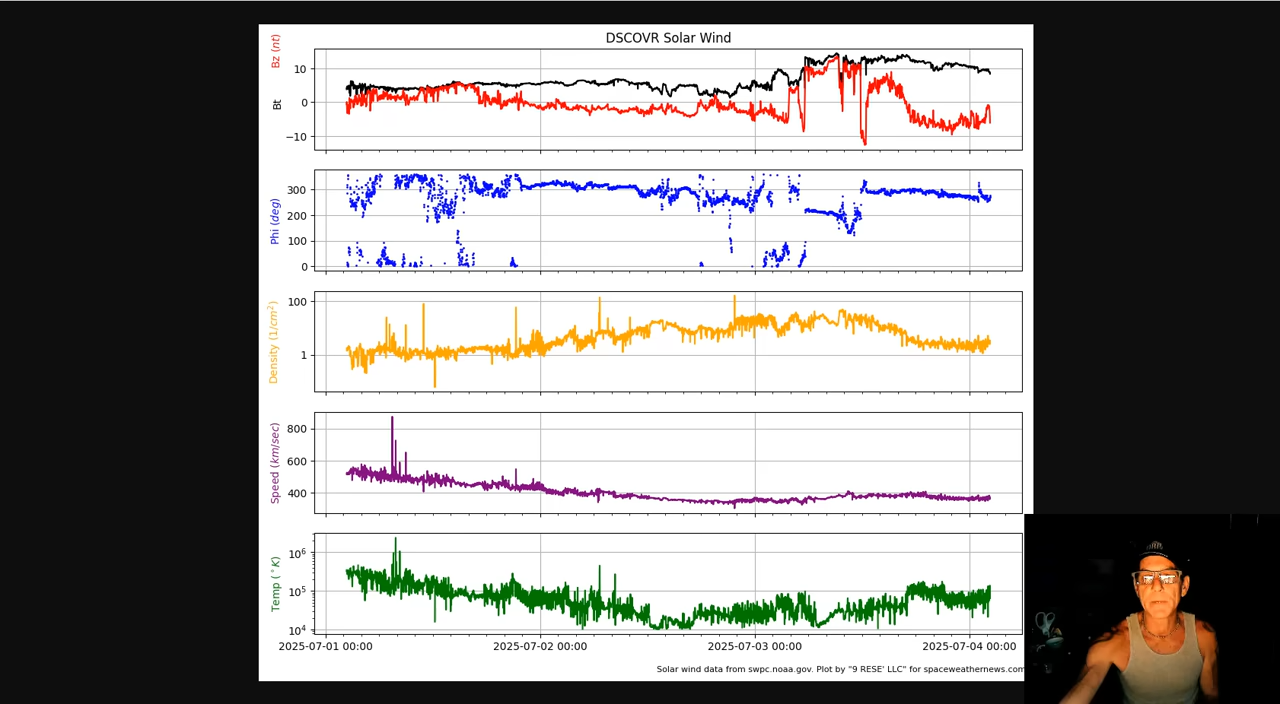 DSCOVR Solar Wind
Bz (nt)
Bt
10
0
−10
Phi (deg)
300
200
100
0
Density (1/cm²)
100
1
Speed (km/sec)
800
600
400
Temp (°K)
10⁶
10⁵
10⁴
2025-07-01 00:00 2025-07-02 00:00 2025-07-03 00:00 2025-07-04 00:00
Solar wind data from swpc.noaa.gov. Plot by "9 RESE' LLC" for spaceweathernews.com